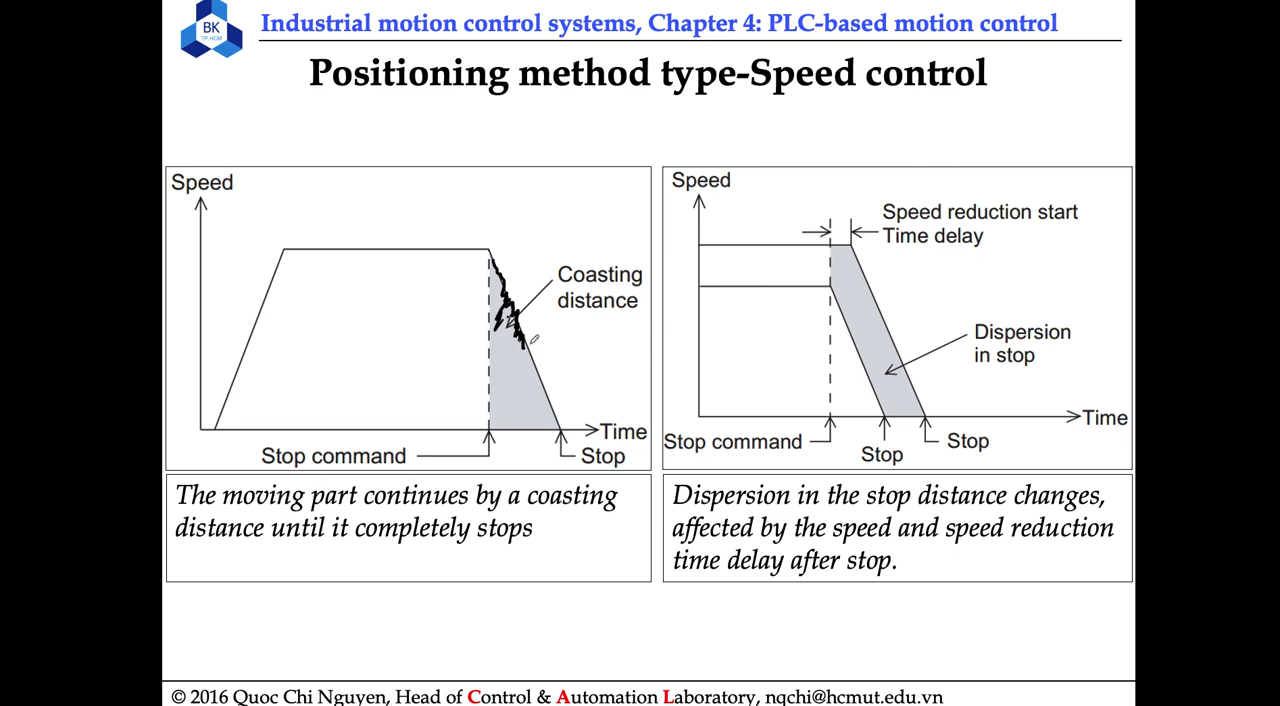 BK
TP.HCM
Industrial motion control systems, Chapter 4: PLC-based motion control
Positioning method type-Speed control
Speed
Coasting
distance
Time
Stop command
Stop
The moving part continues by a coasting
distance until it completely stops
Speed
Speed reduction start
Time delay
Dispersion
in stop
Time
Stop command
Stop
Stop
Dispersion in the stop distance changes,
affected by the speed and speed reduction
time delay after stop.
© 2016 Quoc Chi Nguyen, Head of Control & Automation Laboratory, nqchi@hcmut.edu.vn